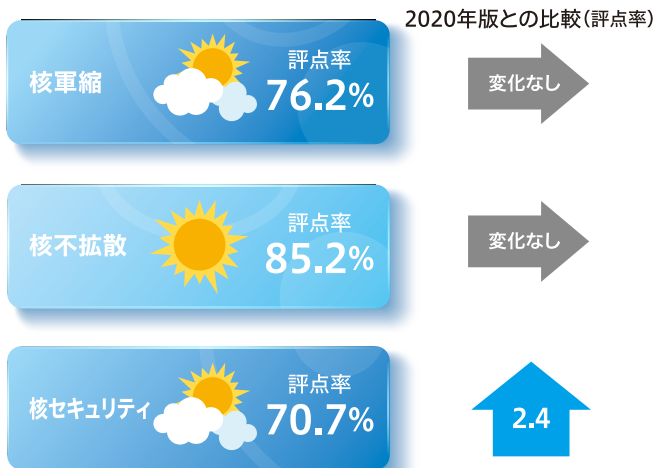 2020年版との比較(評点率)
核軍縮
評点率
76.2%
変化なし
核不拡散
評点率
85.2%
変化なし
核セキュリティ
評点率
70.7%
2.4